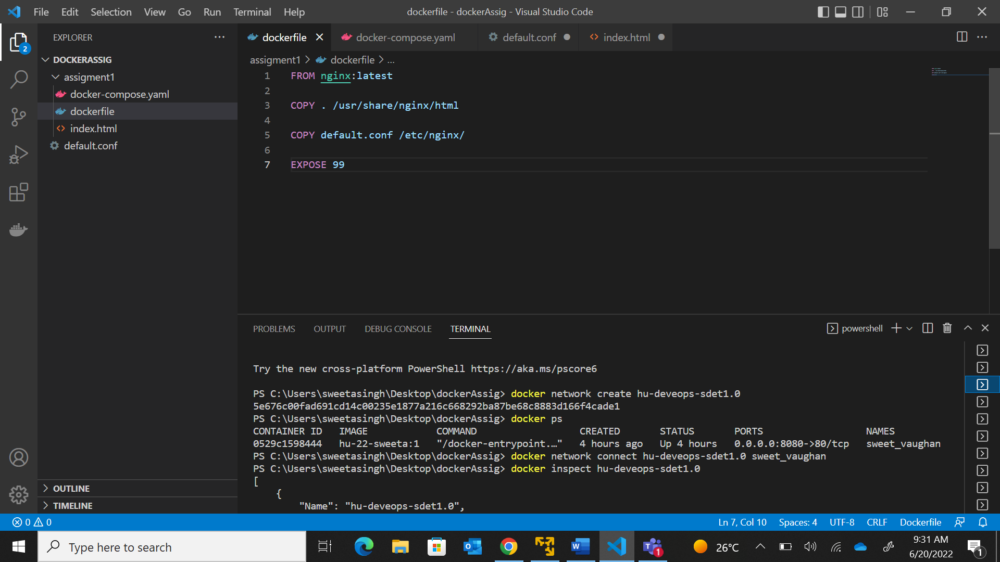 File Edit Selection View Go Run Terminal Help
dockerfile - dockerAssig - Visual Studio Code
2
EXPLORER
DOCKERASSIG
assigment1
docker-compose.yaml
dockerfile
index.html
default.conf
OUTLINE
TIMELINE
dockerfile docker-compose.yaml default.conf index.html
assigment1 > dockerfile > ...
1 FROM nginx:latest
2
3 COPY . /usr/share/nginx/html
4
5 COPY default.conf /etc/nginx/
6
7 EXPOSE 99
PROBLEMS OUTPUT DEBUG CONSOLE TERMINAL
powershell
Try the new cross-platform PowerShell https://aka.ms/pscore6
PS C:\Users\sweetasingh\Desktop\dockerAssig> docker network create hu-deveops-sdet1.0
5e676c00fad691cd14c00235e1877a216c668292ba87be68c8883d166f4cade1
PS C:\Users\sweetasingh\Desktop\dockerAssig> docker ps
CONTAINER ID IMAGE COMMAND CREATED STATUS PORTS NAMES
0529c1598444 hu-22-sweeta:1 "/docker-entrypoint.…" 4 hours ago Up 4 hours 0.0.0.0:8080->80/tcp sweet_vaughan
PS C:\Users\sweetasingh\Desktop\dockerAssig> docker network connect hu-deveops-sdet1.0 sweet_vaughan
PS C:\Users\sweetasingh\Desktop\dockerAssig> docker inspect hu-deveops-sdet1.0
[
{
"Name": "hu-deveops-sdet1.0",
0 0
Ln 7, Col 10 Spaces: 4 UTF-8 CRLF Dockerfile
Type here to search
1
26°C
9:31 AM
6/20/2022
1